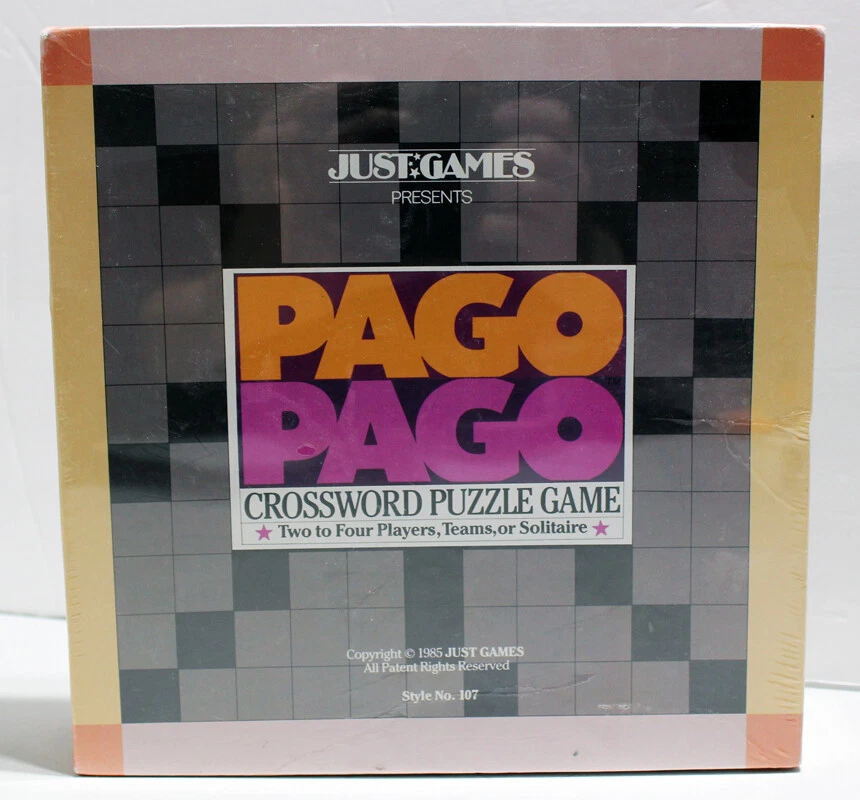 JUST GAMES
PRESENTS
PAGO
PAGO
TM
CROSSWORD PUZZLE GAME
★ Two to Four Players, Teams, or Solitaire ★
Copyright © 1985 JUST GAMES
All Patent Rights Reserved
Style No. 107